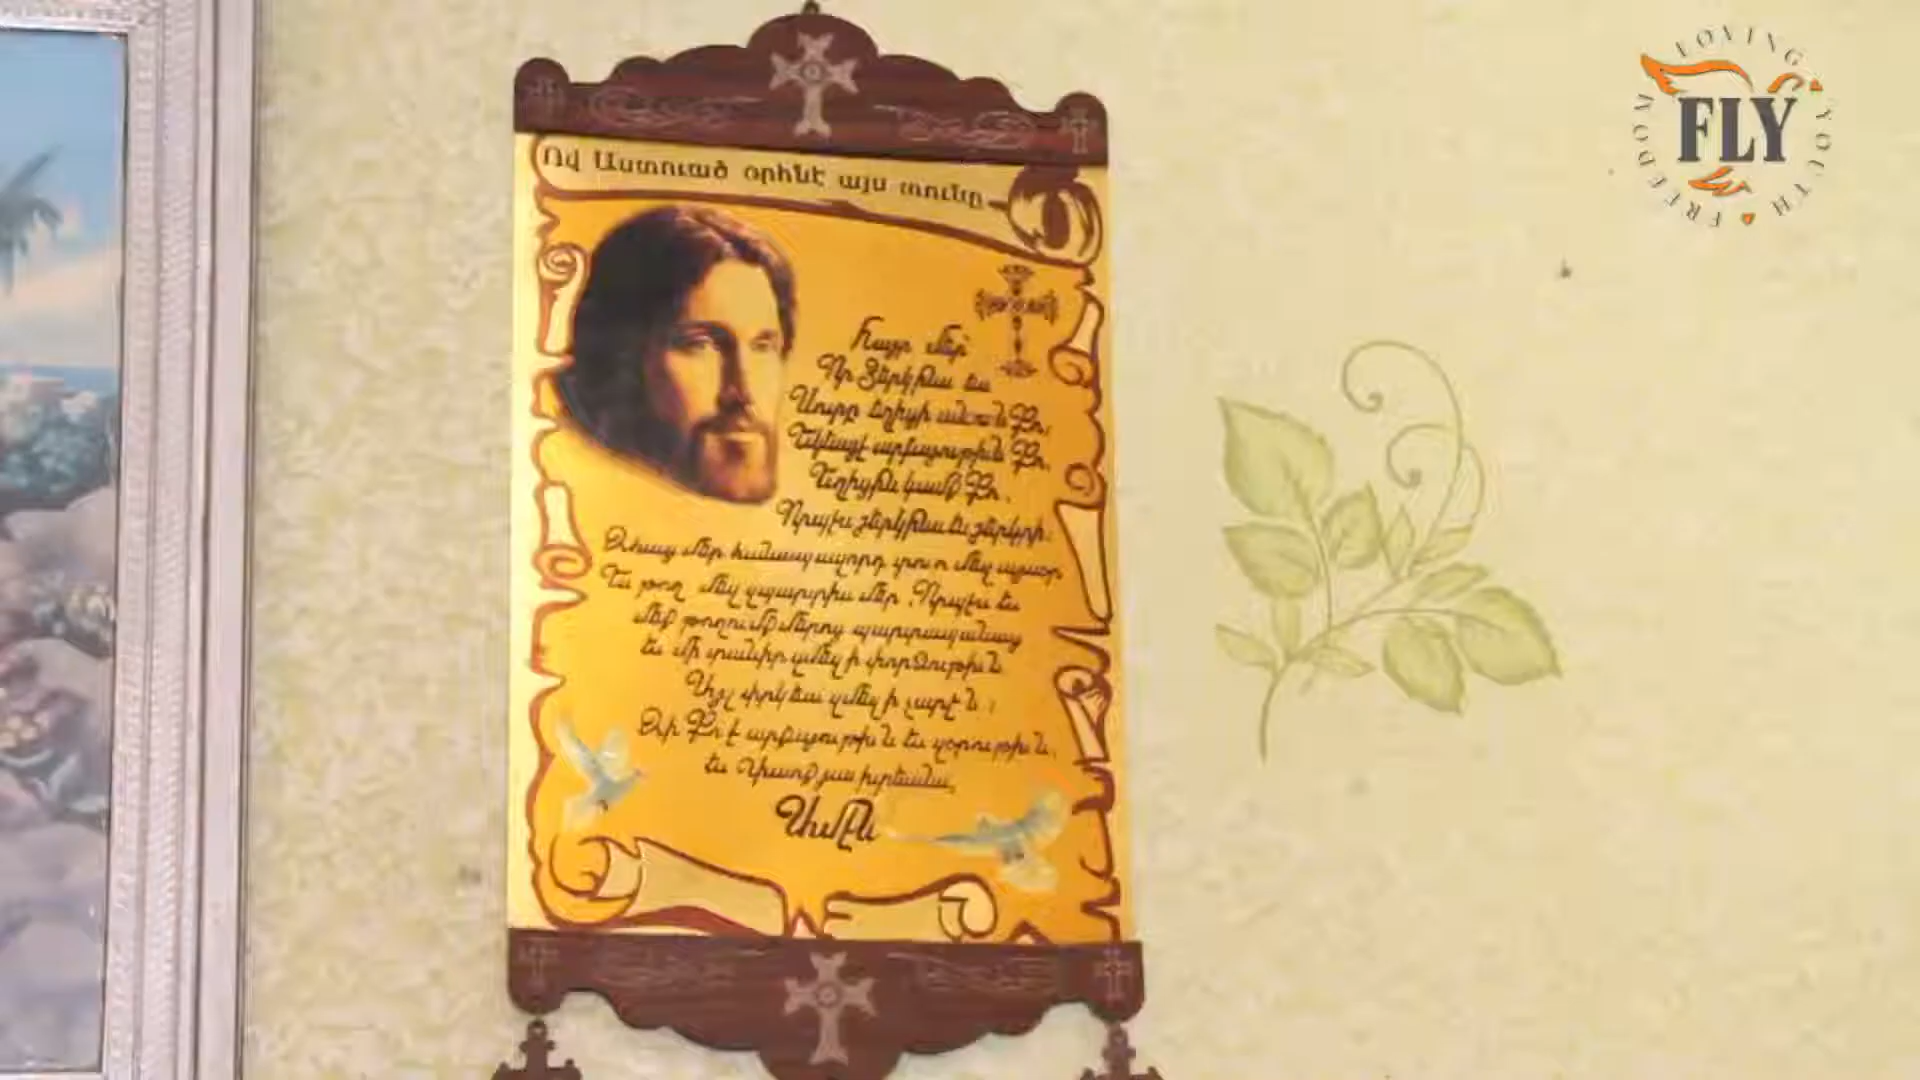 Ով Աստուած օրինէ այս տունը
Հայր մեր
Որ Յերկինս ես
Սուրբ եղիցի անուն Քո,
Եկեսցէ արքայութիւն Քո,
Եղիցին կամք Քո,
Որպէս յերկինս եւ յերկրի։
Զհաց մեր հանապազորդ տուր մեզ այսօր
Եւ թող մեզ զպարտիս մեր, Որպէս եւ
մեք թողումք մերոց պարտապանաց
Եւ մի տանիր զմեզ ի փորձութիւն
Այլ փրկեա զմեզ ի չարէն։
Զի Քո է արքայութիւն եւ զօրութիւն,
եւ Փառք յաւիտեանս,
Ամէն
LOVING YOUTH FREEDOM
FLY